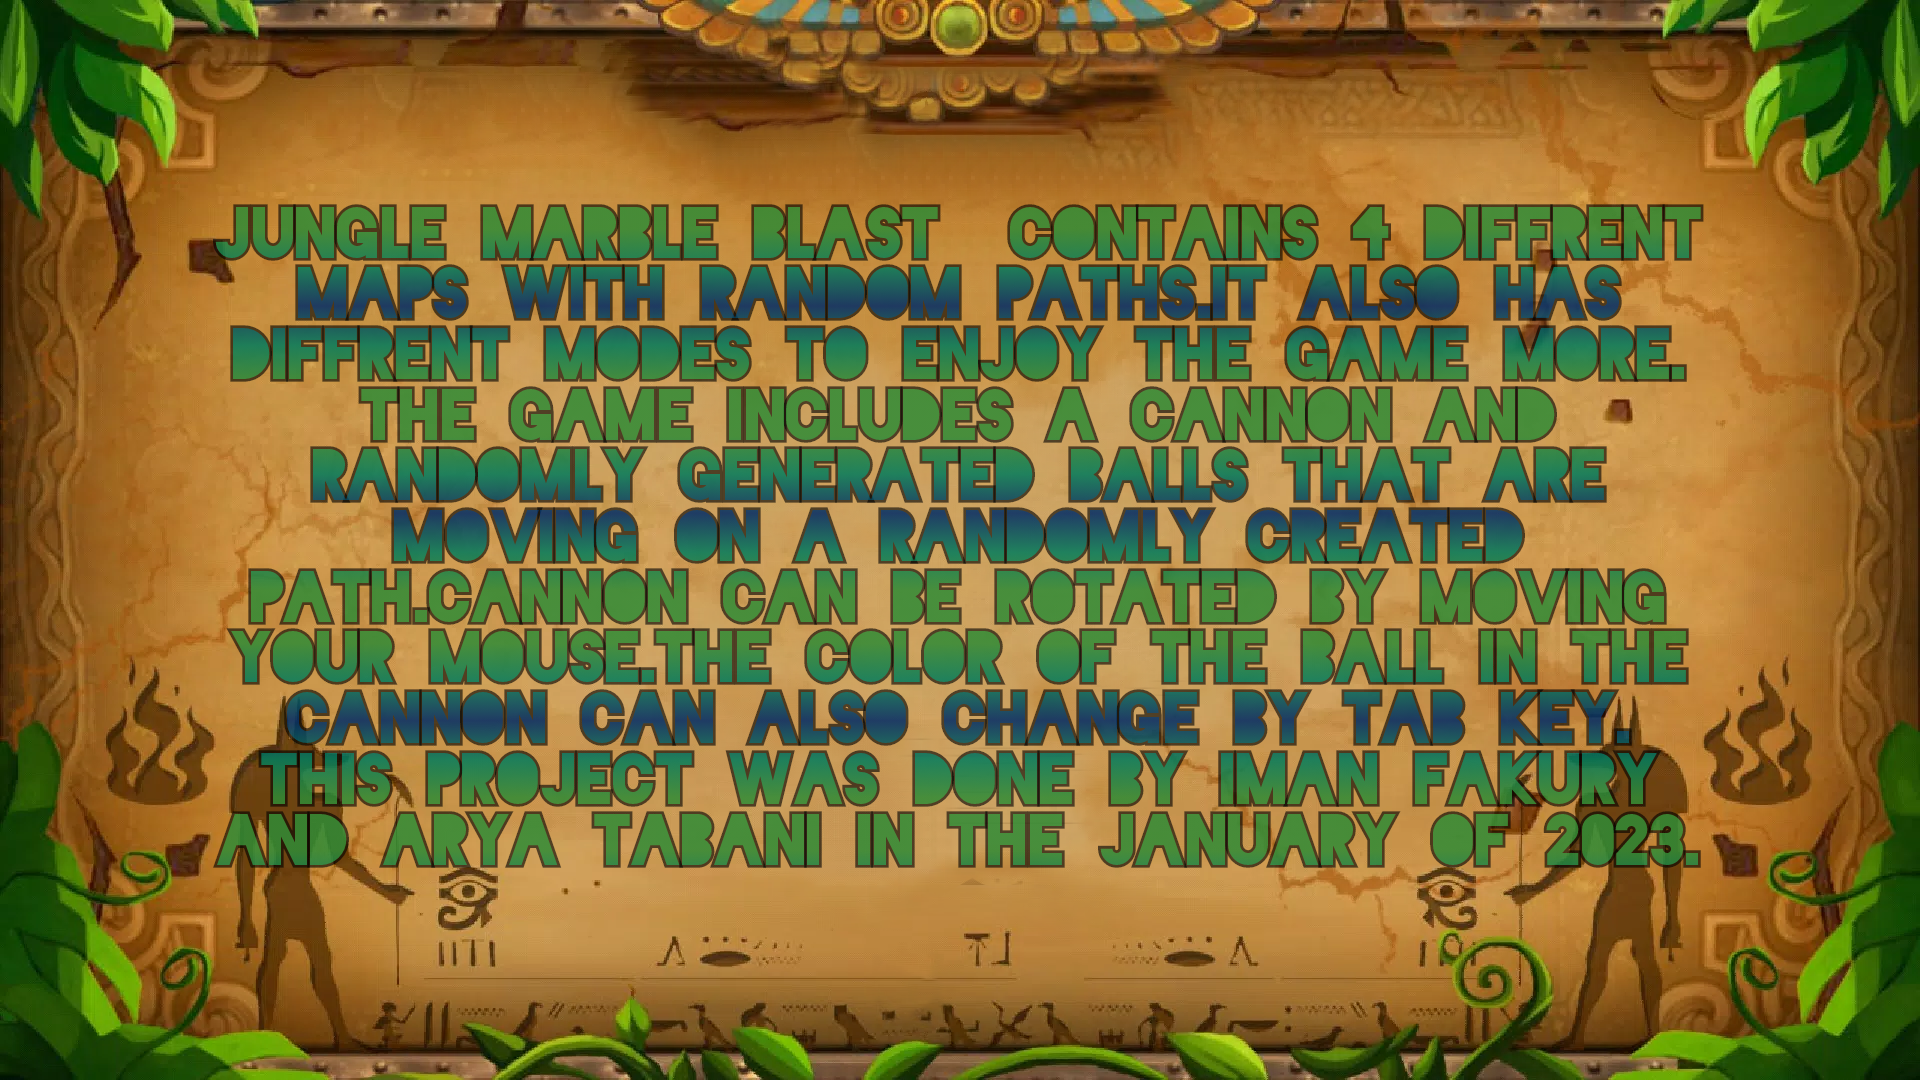 JUNGLE MARBLE BLAST CONTAINS 4 DIFFRENT
MAPS WITH RANDOM PATHS.IT ALSO HAS
DIFFRENT MODES TO ENJOY THE GAME MORE.
THE GAME INCLUDES A CANNON AND
RANDOMLY GENERATED BALLS THAT ARE
MOVING ON A RANDOMLY CREATED
PATH.CANNON CAN BE ROTATED BY MOVING
YOUR MOUSE.THE COLOR OF THE BALL IN THE
CANNON CAN ALSO CHANGE BY TAB KEY.
THIS PROJECT WAS DONE BY IMAN FAKURY
AND ARYA TABANI IN THE JANUARY OF 2023.